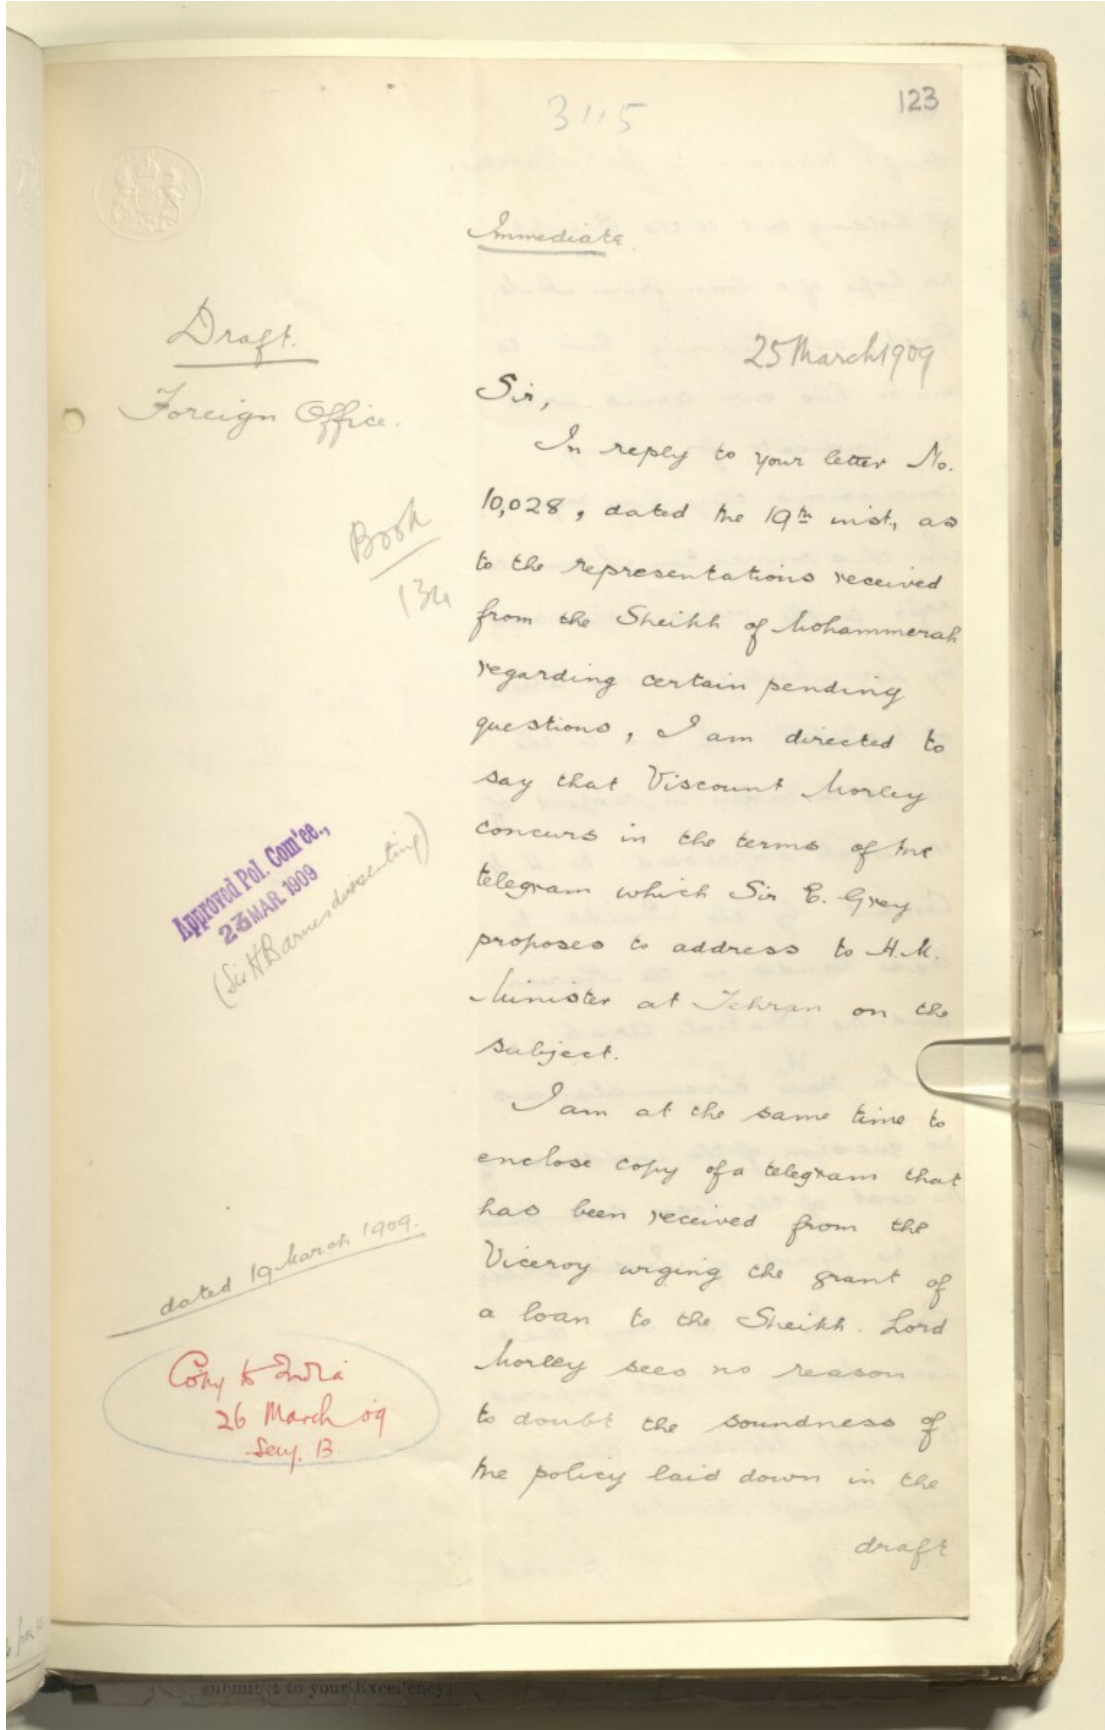 123
3115
Immediate.
Draft.
Foreign Office.
25 March 1909
Sir,
In reply to your letter No.
10,028, dated the 19th inst., as
to the representations received
from the Sheikh of Mohammerah
regarding certain pending
questions, I am directed to
say that Viscount Morley
concurs in the terms of the
telegram which Sir E. Grey
proposes to address to H.M.
Minister at Tehran on the
subject.
I am at the same time to
enclose copy of a telegram that
has been received from the
Viceroy urging the grant of
a loan to the Sheikh. Lord
Morley sees no reason
to doubt the soundness of
the policy laid down in the
draft
Book
134
Approved Pol. Com'ee.,
23 MAR 1909
(Sir H Barnes dissenting)
dated 19 March 1909.
Copy to India
26 March 09
Secy. B.
submit it to your Excellency